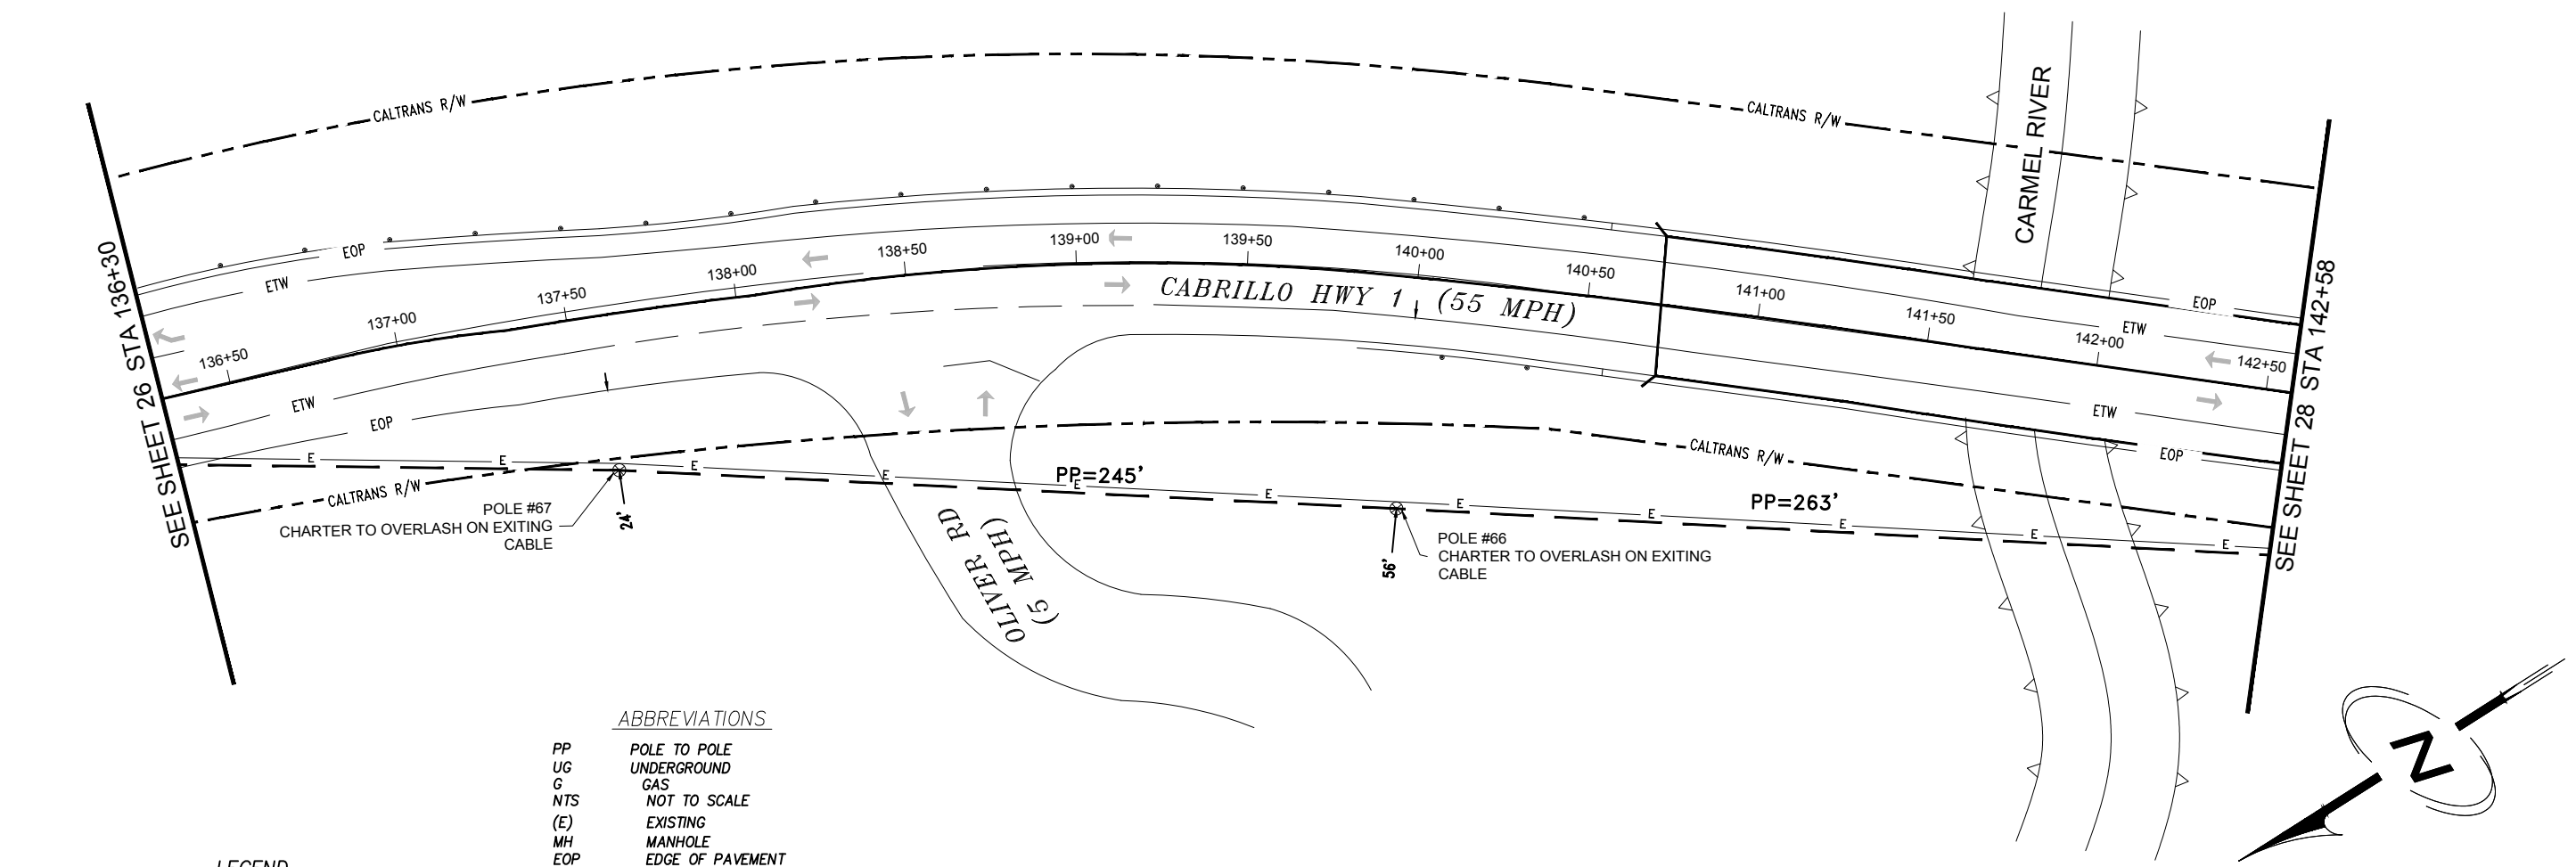 CALTRANS R/W
CALTRANS R/W
CARMEL RIVER
SEE SHEET 26 STA 136+30
EOP
ETW
136+50
137+00
137+50
138+00
138+50
139+00
139+50
140+00
140+50
141+00
141+50
142+00
142+50
CABRILLO HWY 1 (55 MPH)
EOP
ETW
SEE SHEET 28 STA 142+58
ETW
EOP
ETW
EOP
CALTRANS R/W
CALTRANS R/W
E
E
E
E
E
E
E
E
E
E
E
PP=245'
PP=263'
POLE #67
CHARTER TO OVERLASH ON EXITING
CABLE
24'
OLIVER RD
(5 MPH)
56'
POLE #66
CHARTER TO OVERLASH ON EXITING
CABLE
ABBREVIATIONS
PP POLE TO POLE
UG UNDERGROUND
G GAS
NTS NOT TO SCALE
(E) EXISTING
MH MANHOLE
EOP EDGE OF PAVEMENT
LEGEND
N